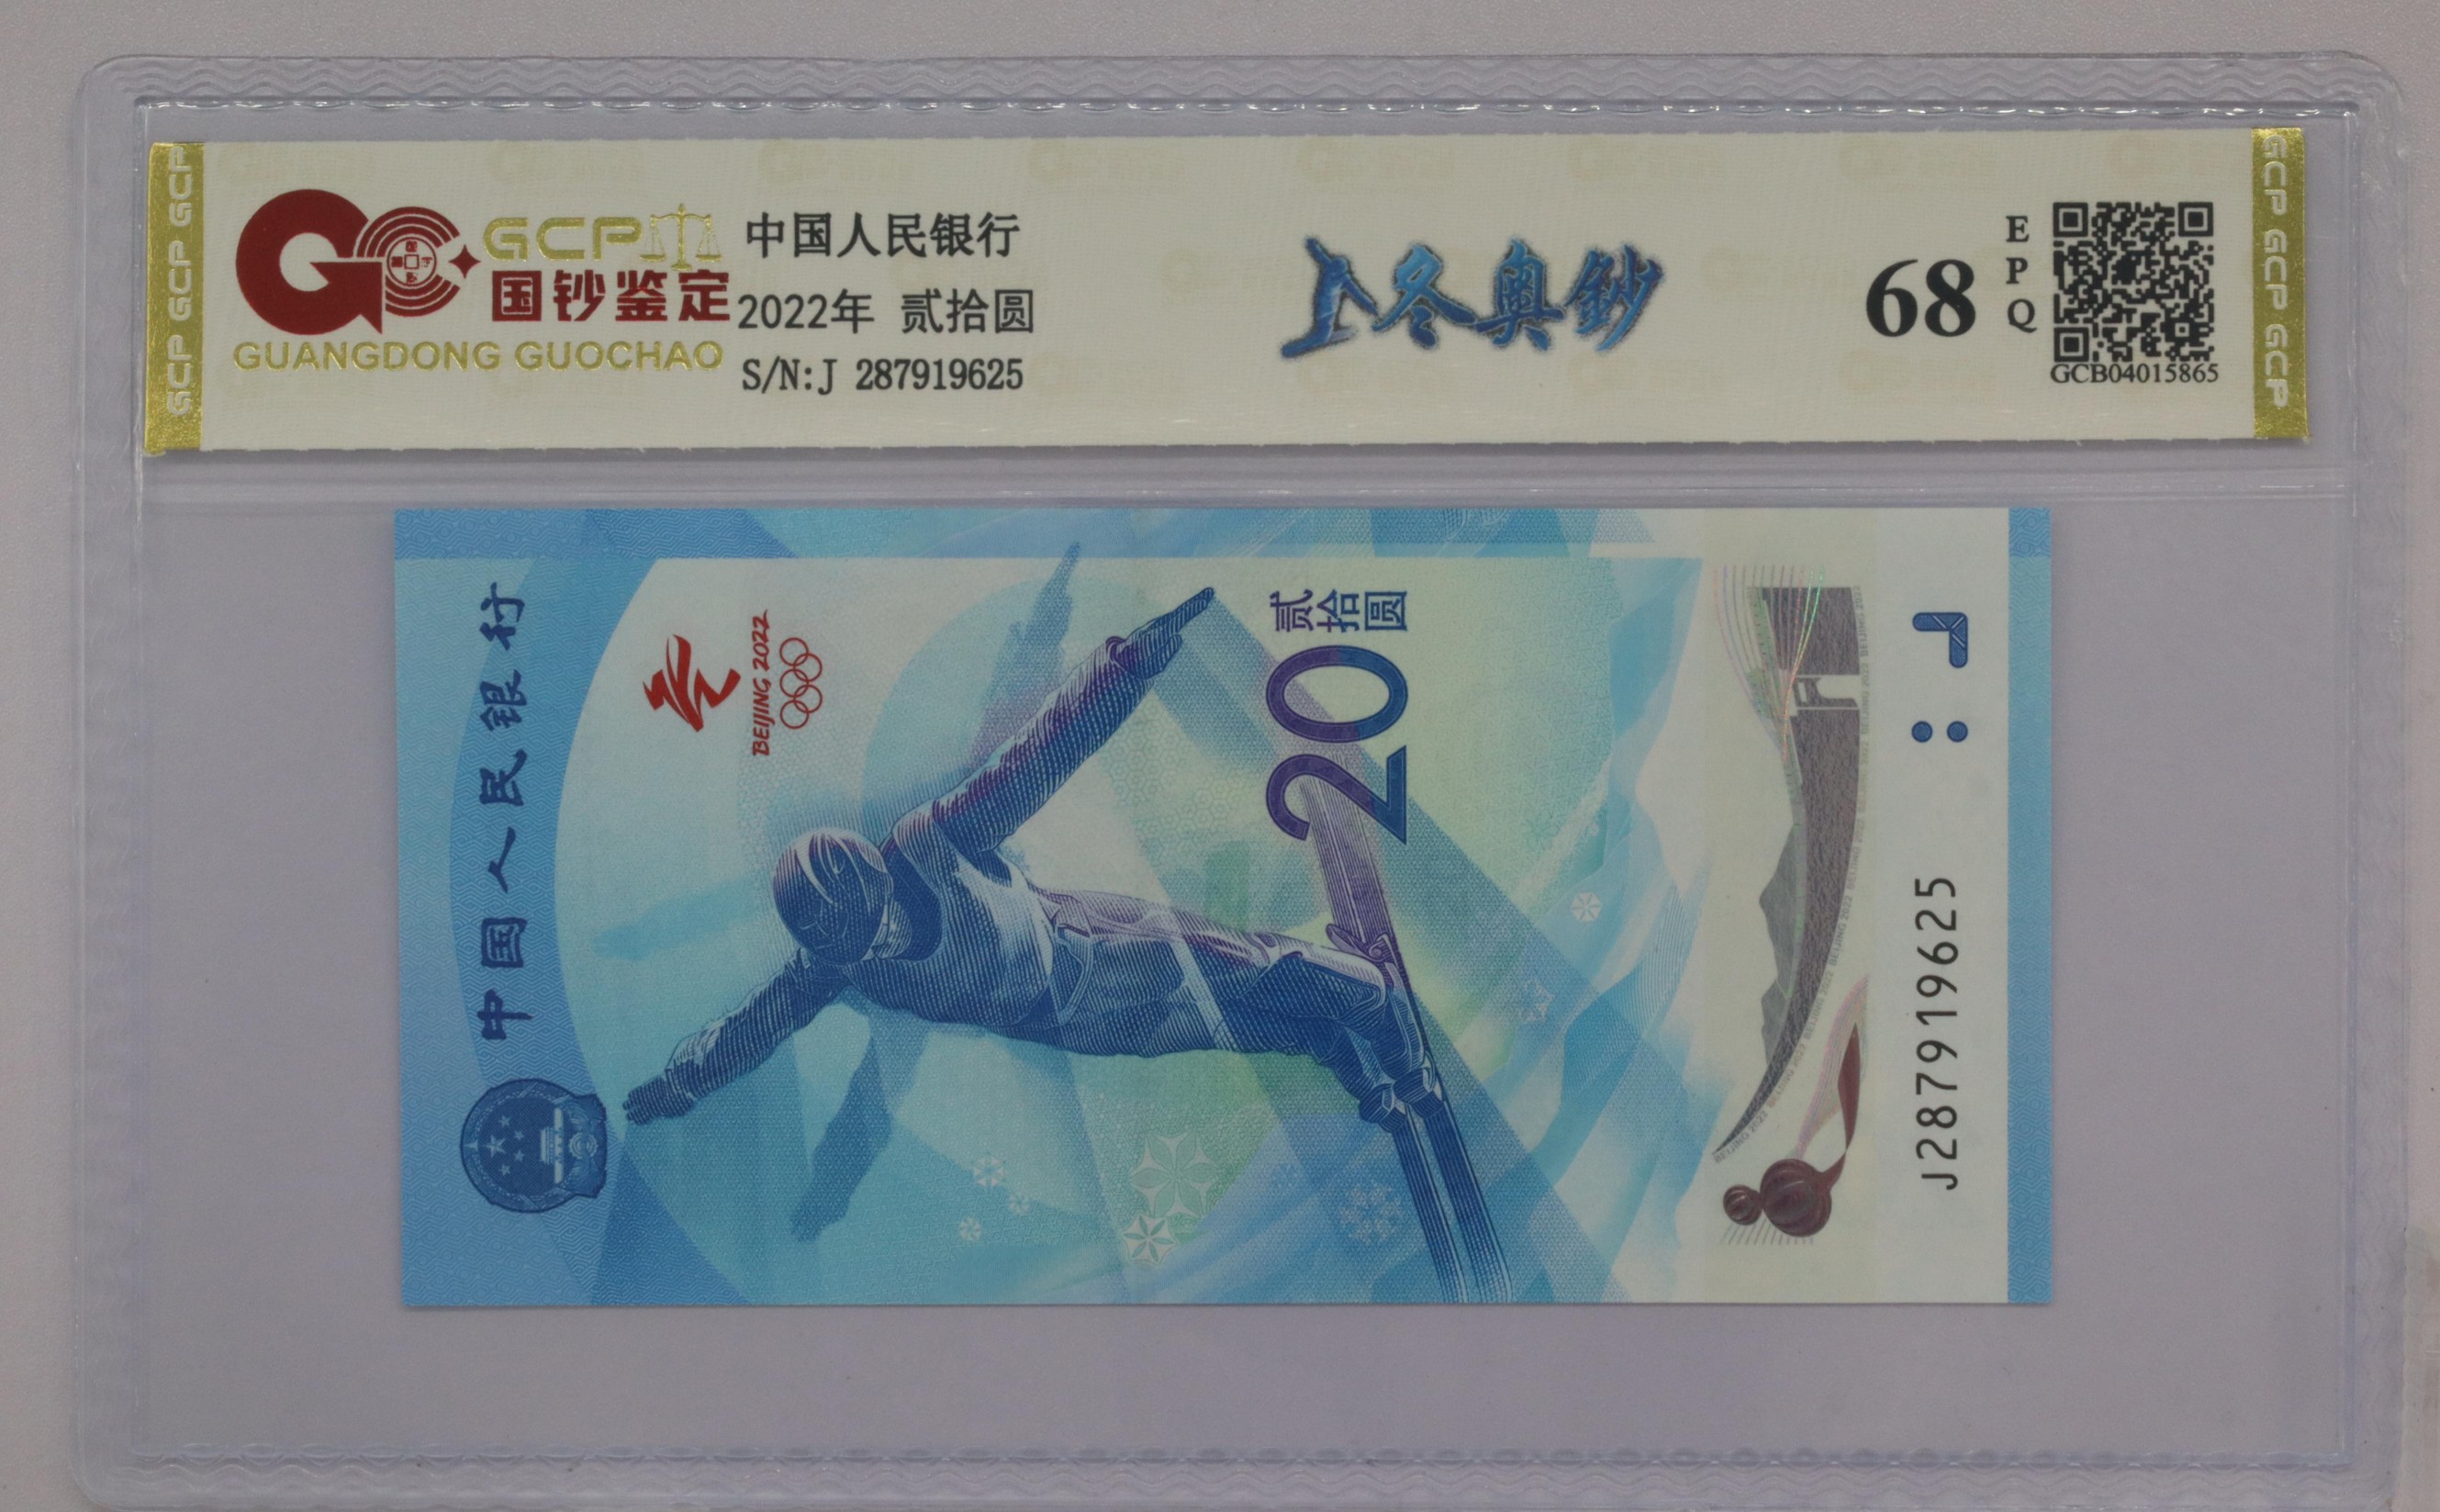 GCP GCP GCP
GCP
国钞鉴定
GUANGDONG GUOCHAO
中国人民银行
2022年 贰拾圆
S/N:J 287919625
冬奥鈔
68
EPQ
GCB04015865
GCP GCP GCP
中国人民银行
BEIJING 2022
贰拾圆
20
J287919625